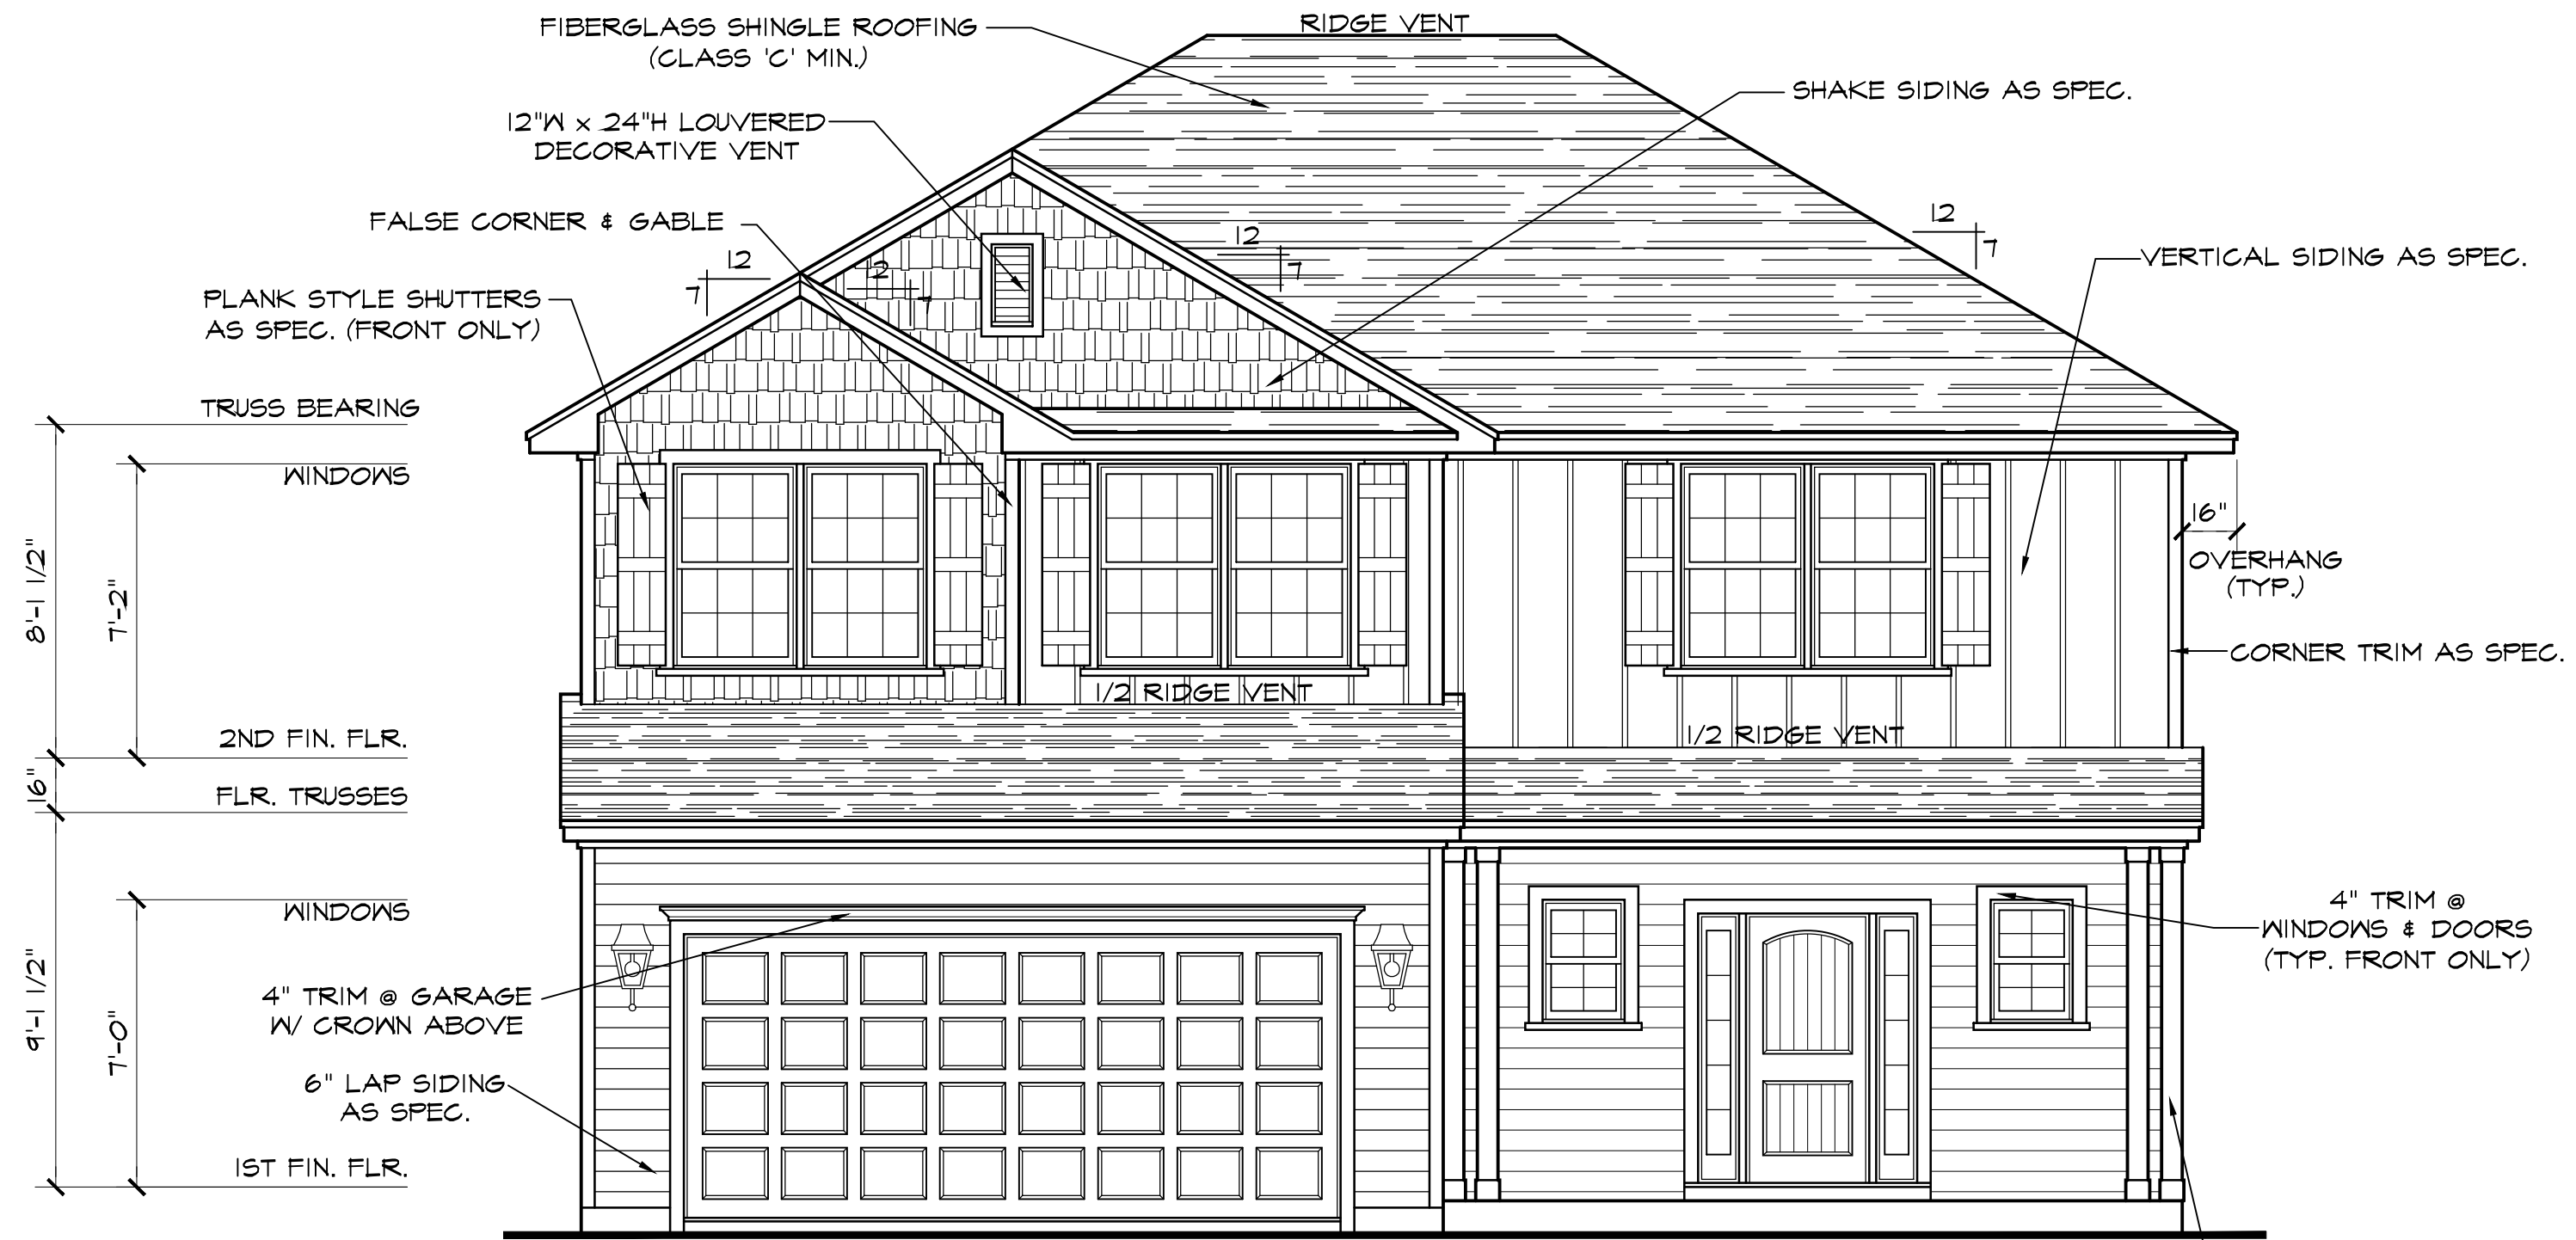 RIDGE VENT
FIBERGLASS SHINGLE ROOFING
(CLASS 'C' MIN.)
SHAKE SIDING AS SPEC.
12"W x 24"H LOUVERED
DECORATIVE VENT
FALSE CORNER & GABLE
12
7
12
7
12
7
12
7
VERTICAL SIDING AS SPEC.
PLANK STYLE SHUTTERS
AS SPEC. (FRONT ONLY)
TRUSS BEARING
WINDOWS
8'-1 1/2"
7'-2"
16"
OVERHANG
(TYP.)
CORNER TRIM AS SPEC.
1/2 RIDGE VENT
1/2 RIDGE VENT
2ND FIN. FLR.
16"
FLR. TRUSSES
WINDOWS
9'-1 1/2"
7'-0"
4" TRIM @
WINDOWS & DOORS
(TYP. FRONT ONLY)
4" TRIM @ GARAGE
W/ CROWN ABOVE
6" LAP SIDING
AS SPEC.
1ST FIN. FLR.